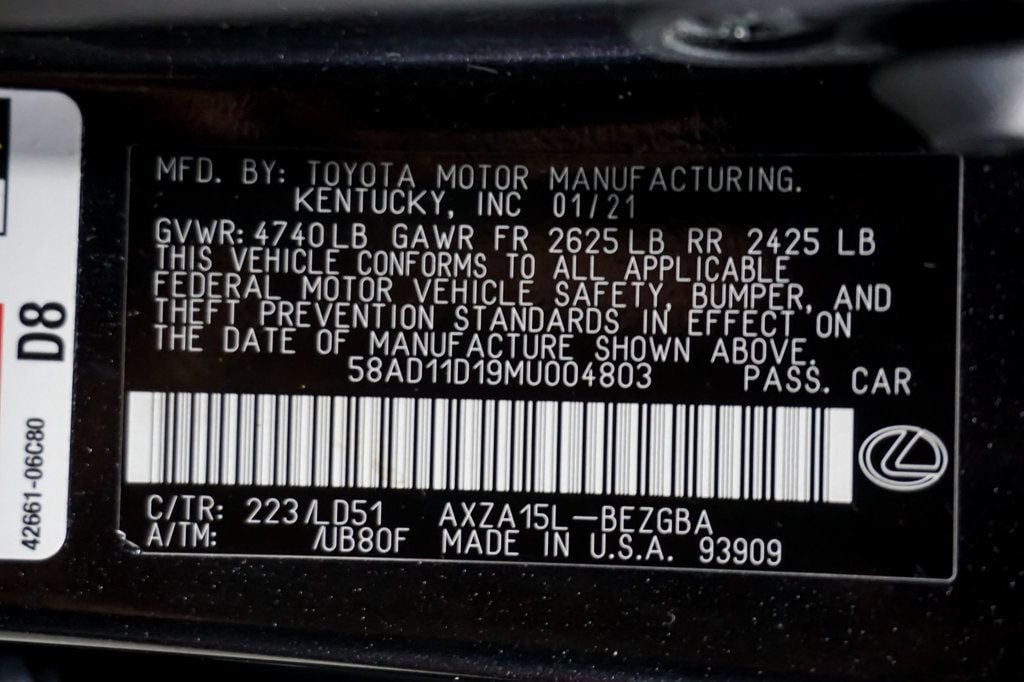 MFD. BY: TOYOTA MOTOR MANUFACTURING.
KENTUCKY, INC 01/21
GVWR: 4740LB GAWR FR 2625 LB RR 2425 LB
THIS VEHICLE CONFORMS TO ALL APPLICABLE
FEDERAL MOTOR VEHICLE SAFETY, BUMPER, AND
THEFT PREVENTION STANDARDS IN EFFECT ON
THE DATE OF MANUFACTURE SHOWN ABOVE.
58AD11D19MU004803 PASS. CAR
C/TR: 223/LD51 AXZA15L-BEZGBA
A/TM: /UB80F MADE IN U.S.A. 93909
D8
42661-06C80